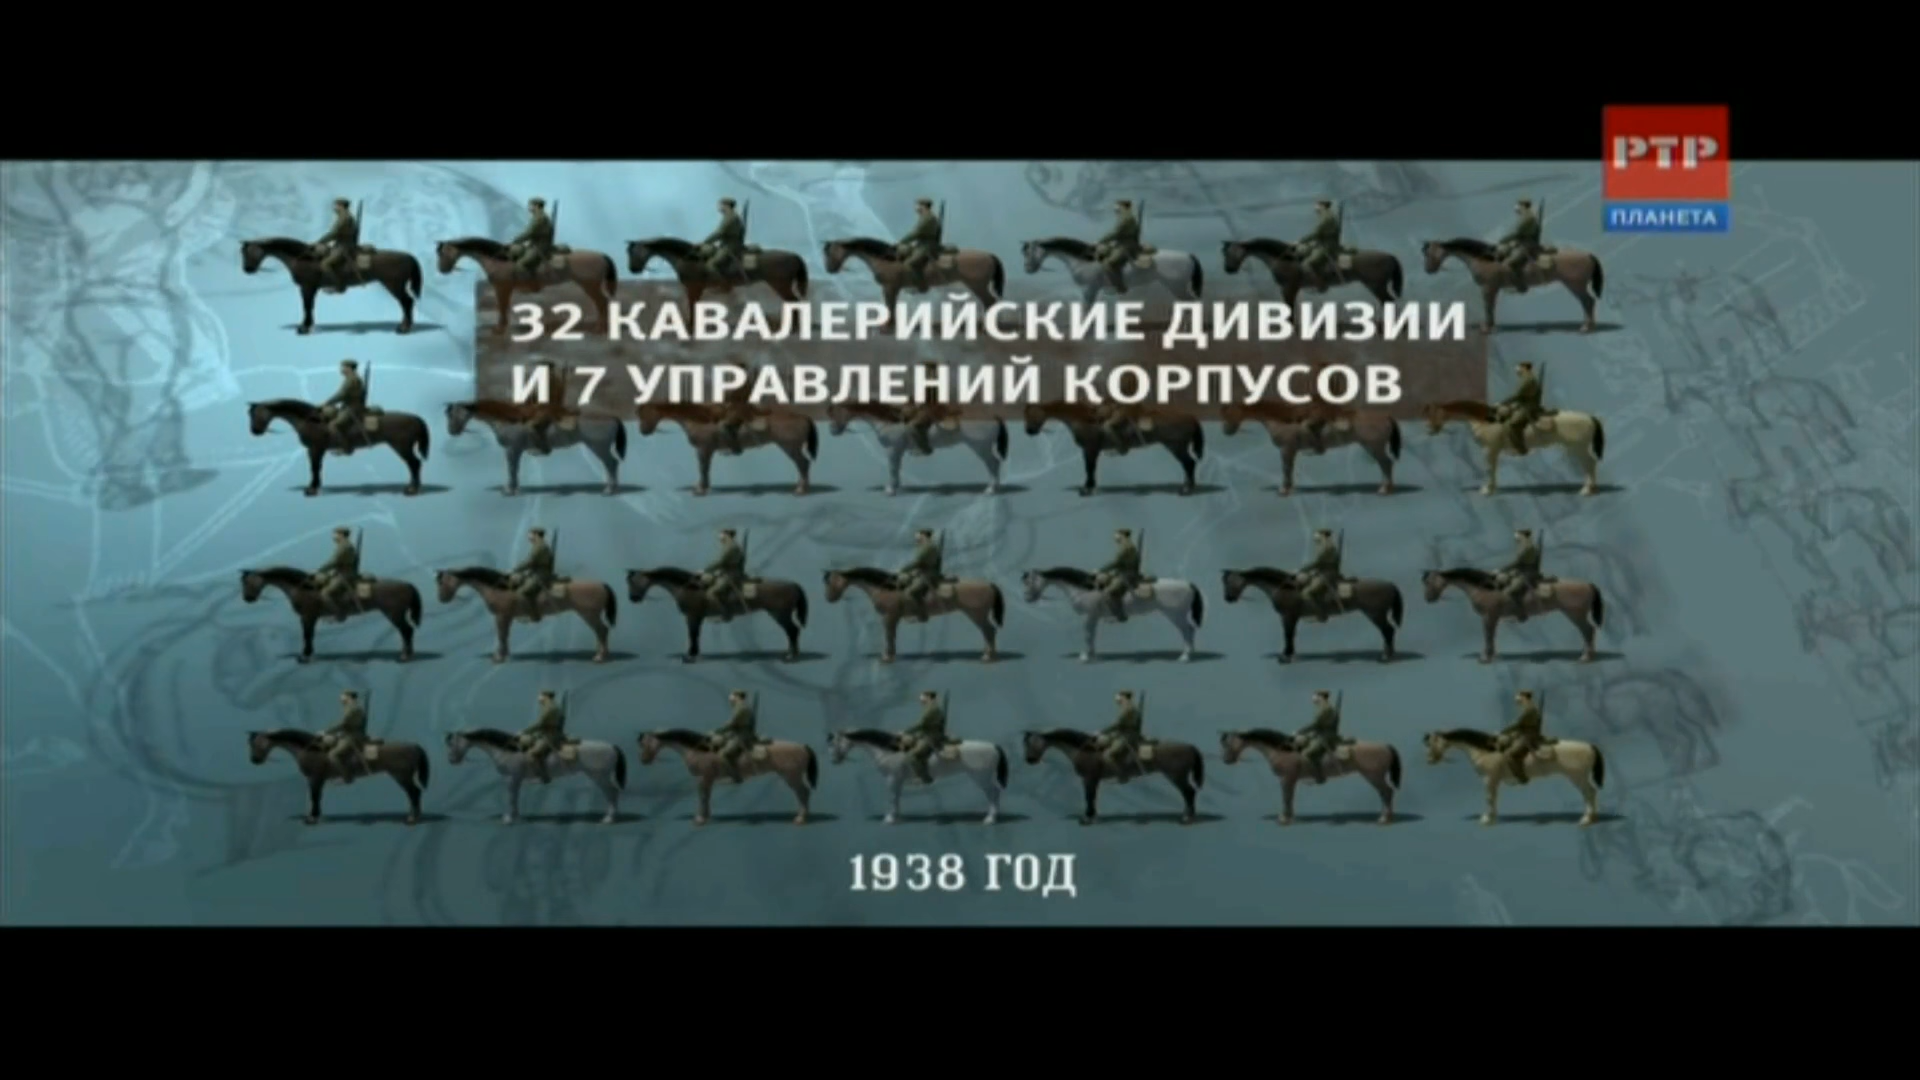 РТР
ПЛАНЕТА
32 КАВАЛЕРИЙСКИЕ ДИВИЗИИ
И 7 УПРАВЛЕНИЙ КОРПУСОВ
1938 ГОД